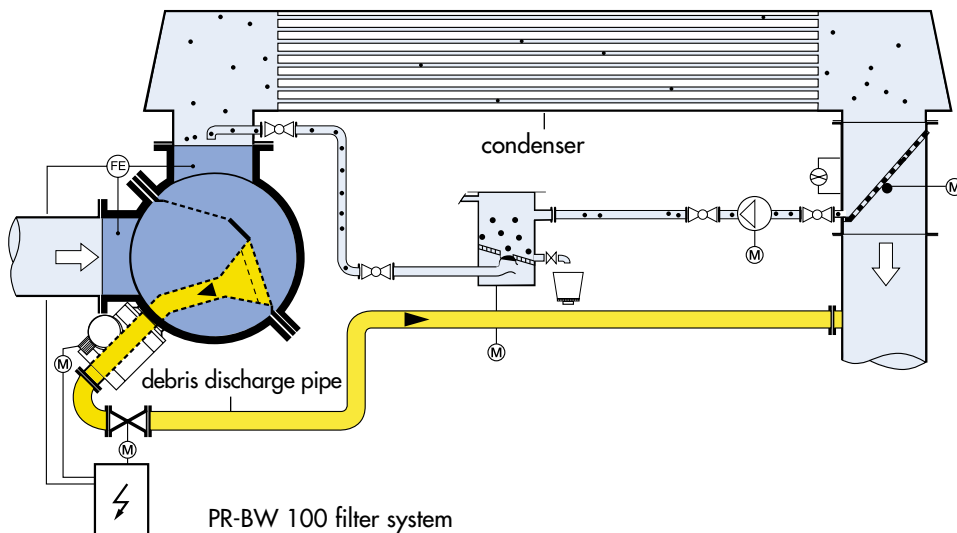 condenser
FE
M
M
M
debris discharge pipe
M
M
PR-BW 100 filter system